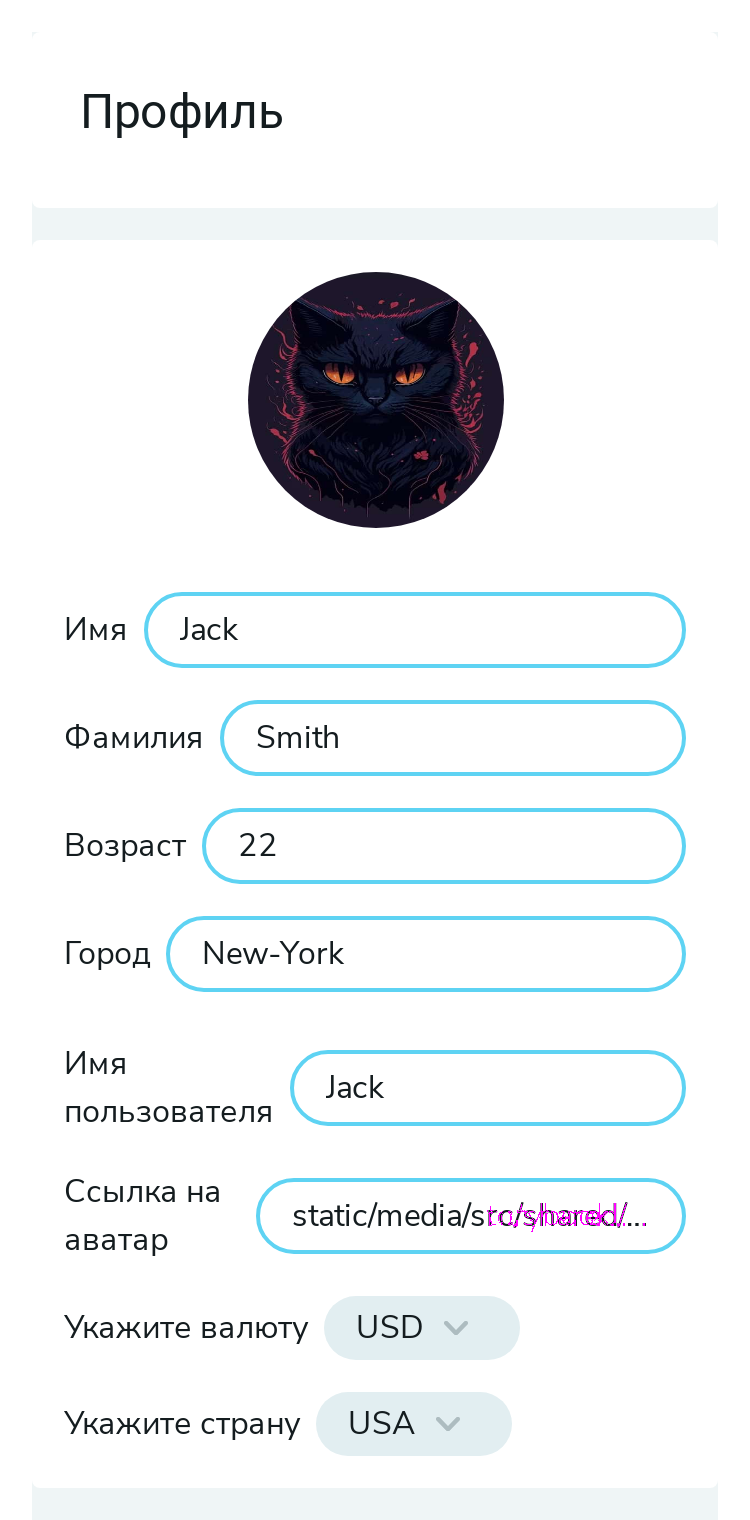 Профиль
Имя
Jack
Фамилия
Smith
Возраст
22
Город
New-York
Имя
пользователя
Jack
Ссылка на
аватар
static/media/src/shared/...
Укажите валюту
USD
Укажите страну
USA